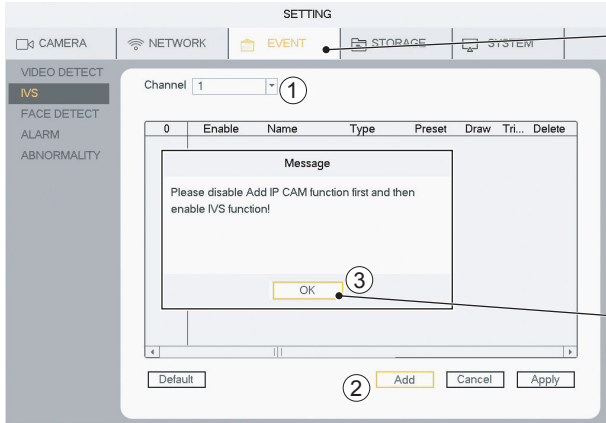 SETTING
CAMERA NETWORK EVENT STORAGE SYSTEM
VIDEO DETECT
IVS
FACE DETECT
ALARM
ABNORMALITY
Channel 1 1
0 Enable Name Type Preset Draw Tri... Delete
Message
Please disable Add IP CAM function first and then
enable IVS function!
OK 3
Default 2 Add Cancel Apply